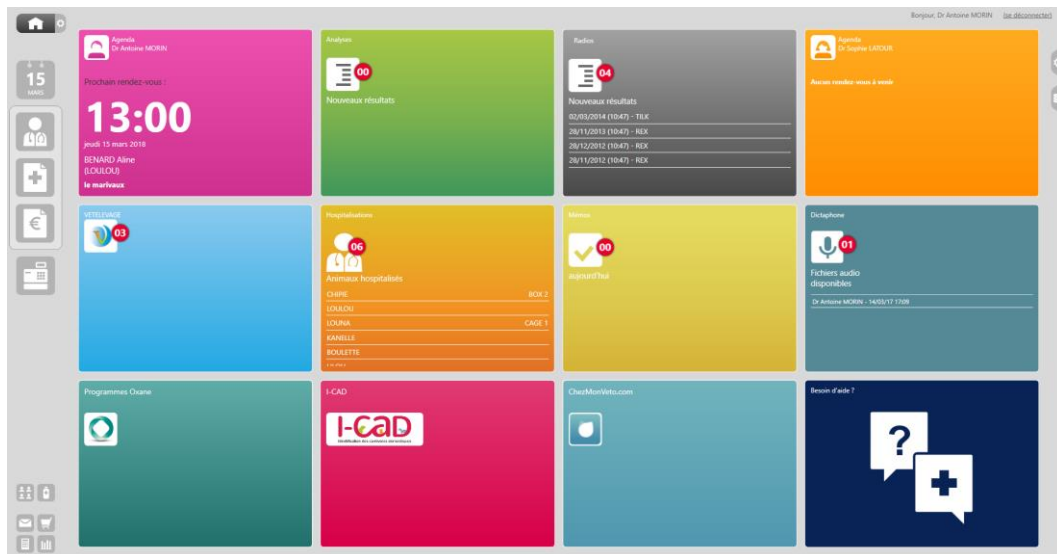 Bonjour, Dr Antoine MORIN (se déconnecter)
15
MARS
Agenda
Dr Antoine MORIN
Prochain rendez-vous :
13:00
jeudi 15 mars 2018
BENARD Aline
(LOULOU)
le marivaux
Analyses
00
Nouveaux résultats
Radios
04
Nouveaux résultats
02/03/2014 (10:47) - TILK
28/11/2013 (10:47) - REX
28/12/2012 (10:47) - REX
28/11/2012 (10:47) - REX
Agenda
Dr Sophie LATOUR
Aucun rendez-vous à venir
VETELEVAGE
03
Hospitalisations
06
Animaux hospitalisés
CHIPIE BOX 2
LOULOU
LOUNA CAGE 1
KANELLE
BOULETTE
Mémos
00
aujourd'hui
Dictaphone
01
Fichiers audio
disponibles
Dr Antoine MORIN - 14/03/17 17:09
Programmes Oxane
I-CAD
I-CAD
ChezMonVeto.com
Besoin d'aide ?
?